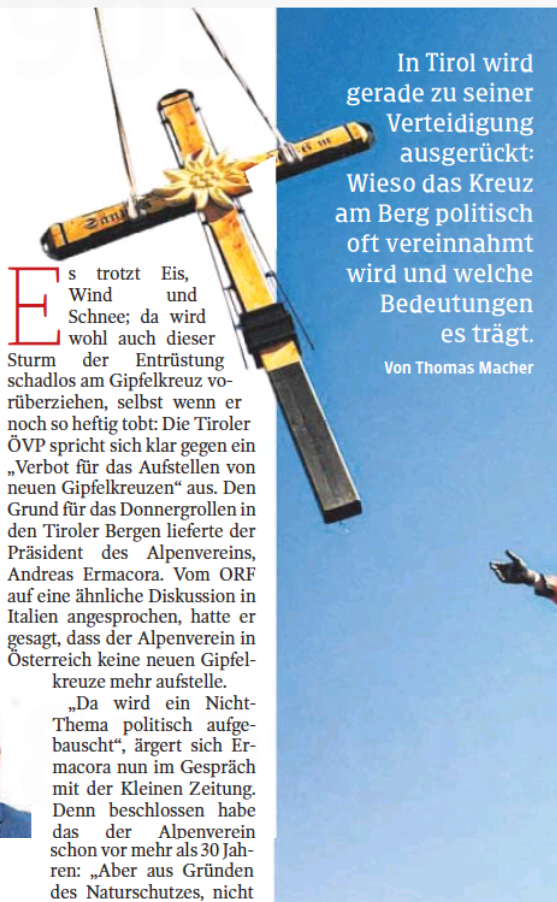 In Tirol wird
gerade zu seiner
Verteidigung
ausgerückt:
Wieso das Kreuz
am Berg politisch
oft vereinnahmt
wird und welche
Bedeutungen
es trägt.
Von Thomas Macher
Es trotzt Eis,
Wind und
Schnee; da wird
wohl auch dieser
Sturm der Entrüstung
schadlos am Gipfelkreuz vo-
rüberziehen, selbst wenn er
noch so heftig tobt: Die Tiroler
ÖVP spricht sich klar gegen ein
„Verbot für das Aufstellen von
neuen Gipfelkreuzen“ aus. Den
Grund für das Donnergrollen in
den Tiroler Bergen lieferte der
Präsident des Alpenvereins,
Andreas Ermacora. Vom ORF
auf eine ähnliche Diskussion in
Italien angesprochen, hatte er
gesagt, dass der Alpenverein in
Österreich keine neuen Gipfel-
kreuze mehr aufstelle.
„Da wird ein Nicht-
Thema politisch aufge-
bauscht“, ärgert sich Er-
macora nun im Gespräch
mit der Kleinen Zeitung.
Denn beschlossen habe
das der Alpenverein
schon vor mehr als 30 Jah-
ren: „Aber aus Gründen
des Naturschutzes, nicht